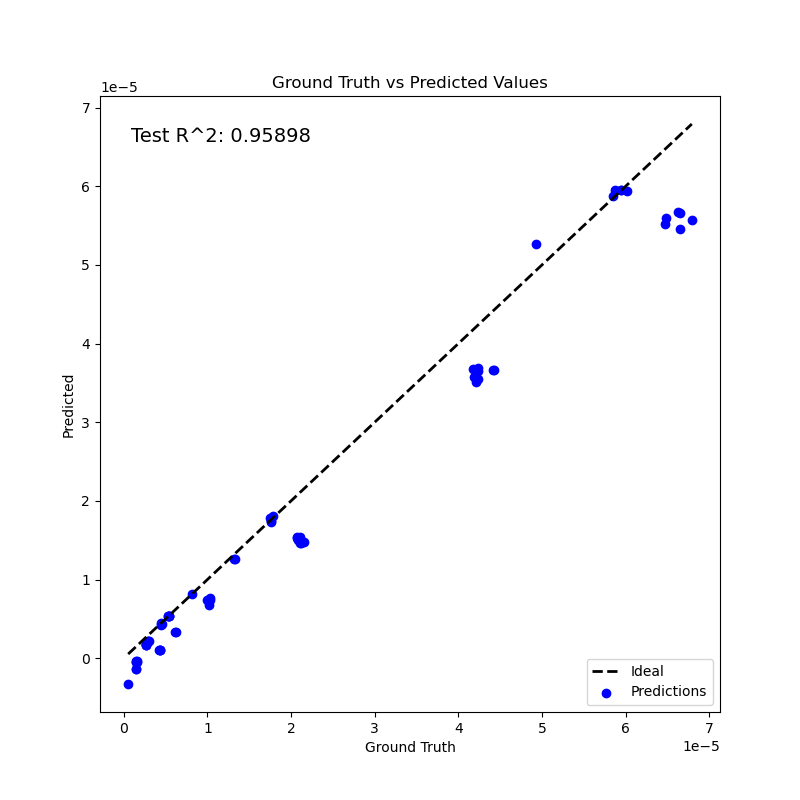 Ground Truth vs Predicted Values
1e−5
7
6
5
4
3
2
1
0
Predicted
Test R^2: 0.95898
Ideal
Predictions
0 1 2 3 4 5 6 7
1e−5
Ground Truth